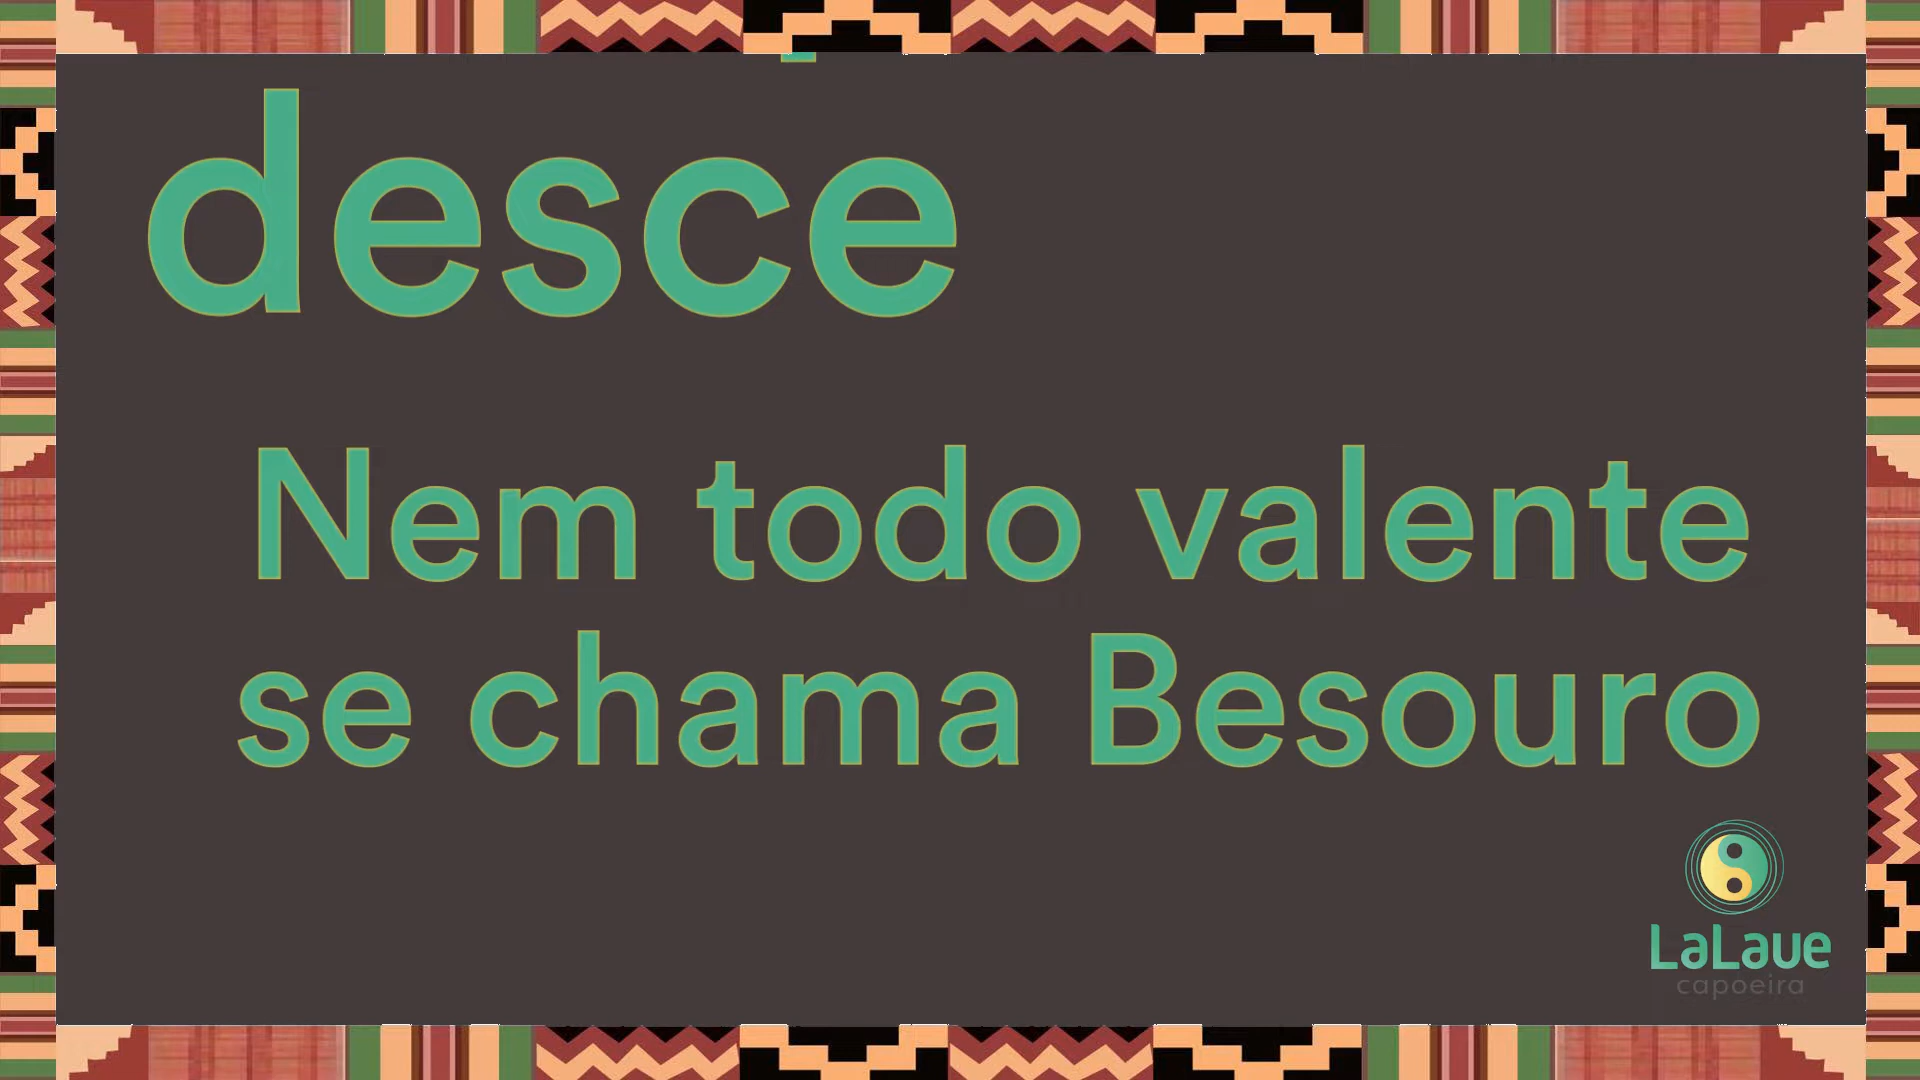 desce
Nem todo valente
se chama Besouro
LaLaue
capoeira